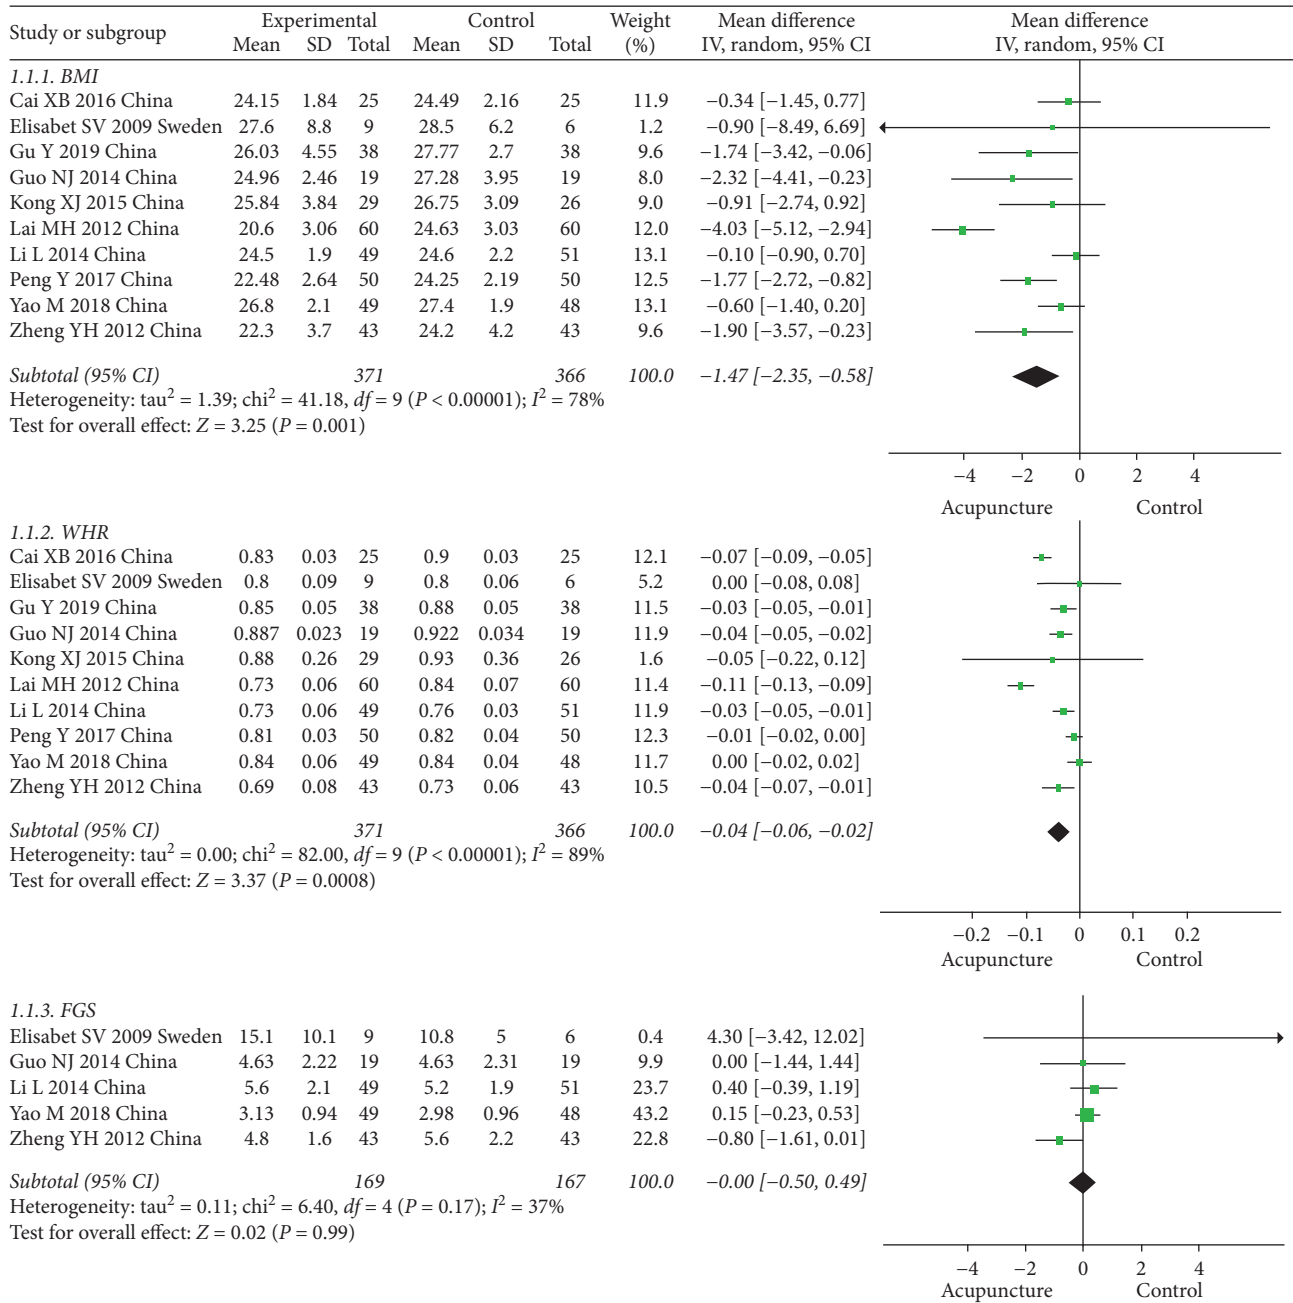 Study or subgroup Experimental Control Weight (%) Mean difference IV, random, 95% CI Mean difference IV, random, 95% CI
Mean SD Total Mean SD Total
1.1.1. BMI
Cai XB 2016 China 24.15 1.84 25 24.49 2.16 25 11.9 −0.34 [−1.45, 0.77]
Elisabet SV 2009 Sweden 27.6 8.8 9 28.5 6.2 6 1.2 −0.90 [−8.49, 6.69]
Gu Y 2019 China 26.03 4.55 38 27.77 2.7 38 9.6 −1.74 [−3.42, −0.06]
Guo NJ 2014 China 24.96 2.46 19 27.28 3.95 19 8.0 −2.32 [−4.41, −0.23]
Kong XJ 2015 China 25.84 3.84 29 26.75 3.09 26 9.0 −0.91 [−2.74, 0.92]
Lai MH 2012 China 20.6 3.06 60 24.63 3.03 60 12.0 −4.03 [−5.12, −2.94]
Li L 2014 China 24.5 1.9 49 24.6 2.2 51 13.1 −0.10 [−0.90, 0.70]
Peng Y 2017 China 22.48 2.64 50 24.25 2.19 50 12.5 −1.77 [−2.72, −0.82]
Yao M 2018 China 26.8 2.1 49 27.4 1.9 48 13.1 −0.60 [−1.40, 0.20]
Zheng YH 2012 China 22.3 3.7 43 24.2 4.2 43 9.6 −1.90 [−3.57, −0.23]
Subtotal (95% CI) 371 366 100.0 −1.47 [−2.35, −0.58]
Heterogeneity: tau² = 1.39; chi² = 41.18, df = 9 (P < 0.00001); I² = 78%
Test for overall effect: Z = 3.25 (P = 0.001)
−4 −2 0 2 4
Acupuncture Control
1.1.2. WHR
Cai XB 2016 China 0.83 0.03 25 0.9 0.03 25 12.1 −0.07 [−0.09, −0.05]
Elisabet SV 2009 Sweden 0.8 0.09 9 0.8 0.06 6 5.2 0.00 [−0.08, 0.08]
Gu Y 2019 China 0.85 0.05 38 0.88 0.05 38 11.5 −0.03 [−0.05, −0.01]
Guo NJ 2014 China 0.887 0.023 19 0.922 0.034 19 11.9 −0.04 [−0.05, −0.02]
Kong XJ 2015 China 0.88 0.26 29 0.93 0.36 26 1.6 −0.05 [−0.22, 0.12]
Lai MH 2012 China 0.73 0.06 60 0.84 0.07 60 11.4 −0.11 [−0.13, −0.09]
Li L 2014 China 0.73 0.06 49 0.76 0.03 51 11.9 −0.03 [−0.05, −0.01]
Peng Y 2017 China 0.81 0.03 50 0.82 0.04 50 12.3 −0.01 [−0.02, 0.00]
Yao M 2018 China 0.84 0.06 49 0.84 0.04 48 11.7 0.00 [−0.02, 0.02]
Zheng YH 2012 China 0.69 0.08 43 0.73 0.06 43 10.5 −0.04 [−0.07, −0.01]
Subtotal (95% CI) 371 366 100.0 −0.04 [−0.06, −0.02]
Heterogeneity: tau² = 0.00; chi² = 82.00, df = 9 (P < 0.00001); I² = 89%
Test for overall effect: Z = 3.37 (P = 0.0008)
−0.2 −0.1 0 0.1 0.2
Acupuncture Control
1.1.3. FGS
Elisabet SV 2009 Sweden 15.1 10.1 9 10.8 5 6 0.4 4.30 [−3.42, 12.02]
Guo NJ 2014 China 4.63 2.22 19 4.63 2.31 19 9.9 0.00 [−1.44, 1.44]
Li L 2014 China 5.6 2.1 49 5.2 1.9 51 23.7 0.40 [−0.39, 1.19]
Yao M 2018 China 3.13 0.94 49 2.98 0.96 48 43.2 0.15 [−0.23, 0.53]
Zheng YH 2012 China 4.8 1.6 43 5.6 2.2 43 22.8 −0.80 [−1.61, 0.01]
Subtotal (95% CI) 169 167 100.0 −0.00 [−0.50, 0.49]
Heterogeneity: tau² = 0.11; chi² = 6.40, df = 4 (P = 0.17); I² = 37%
Test for overall effect: Z = 0.02 (P = 0.99)
−4 −2 0 2 4
Acupuncture Control